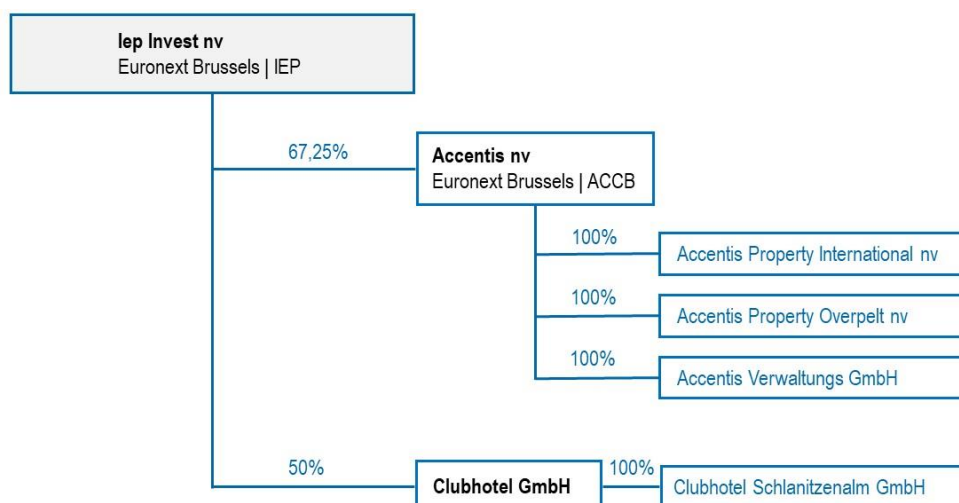 Iep Invest nv
Euronext Brussels | IEP
67,25%
Accentis nv
Euronext Brussels | ACCB
100%
Accentis Property International nv
100%
Accentis Property Overpelt nv
100%
Accentis Verwaltungs GmbH
50%
Clubhotel GmbH
100%
Clubhotel Schlanitzenalm GmbH